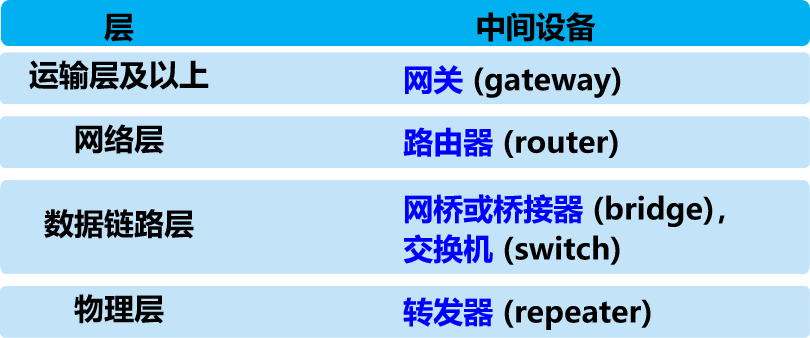 层 中间设备
运输层及以上 网关 (gateway)
网络层 路由器 (router)
数据链路层 网桥或桥接器 (bridge)，
交换机 (switch)
物理层 转发器 (repeater)